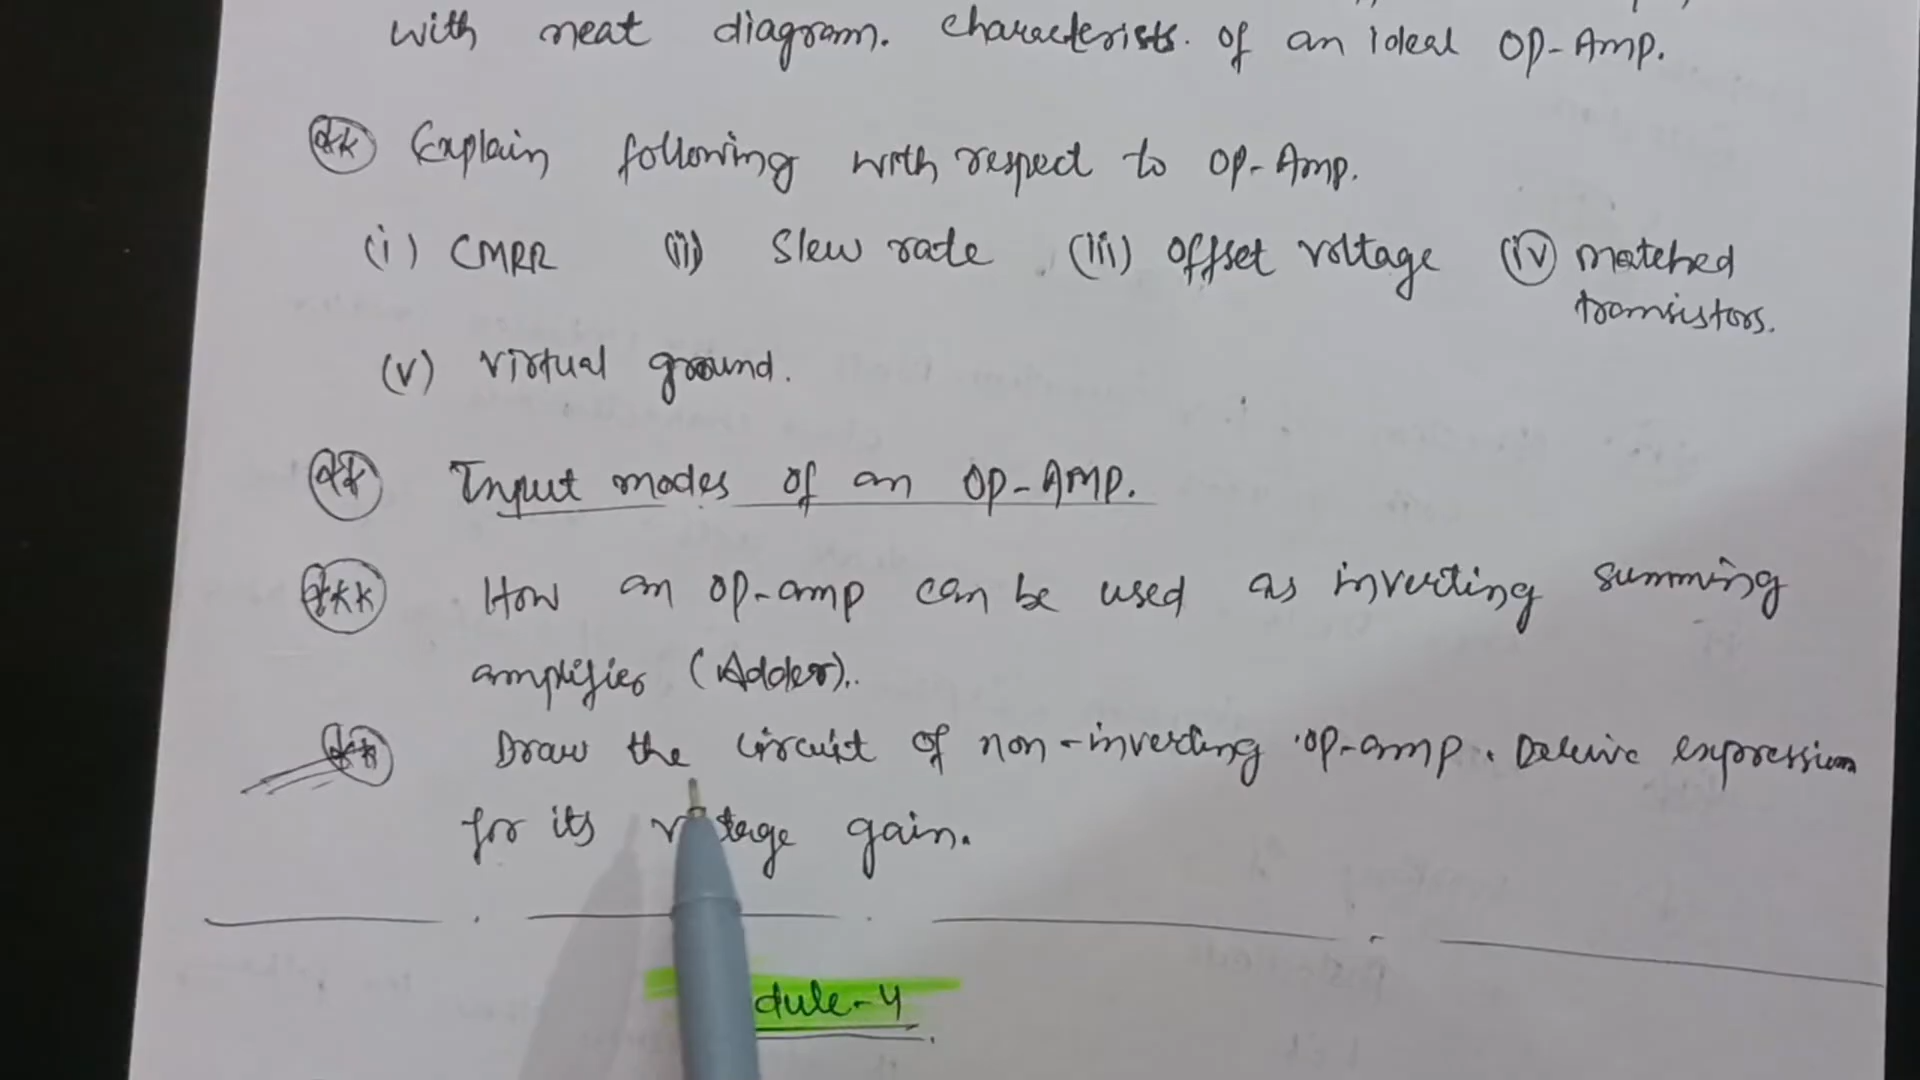 with neat diagram. characterists. of an ideal OP-Amp.
** Explain following with respect to OP-Amp.
(i) CMRR (ii) Slew rate (iii) offset voltage (iv) matched
transistors.
(v) virtual ground.
** Input modes of an OP-AMP.
*** How an op-amp can be used as inverting summing
amplifier (Adder)..
** Draw the circuit of non-inverting op-amp. Derive expression
for its gain.
dule-4